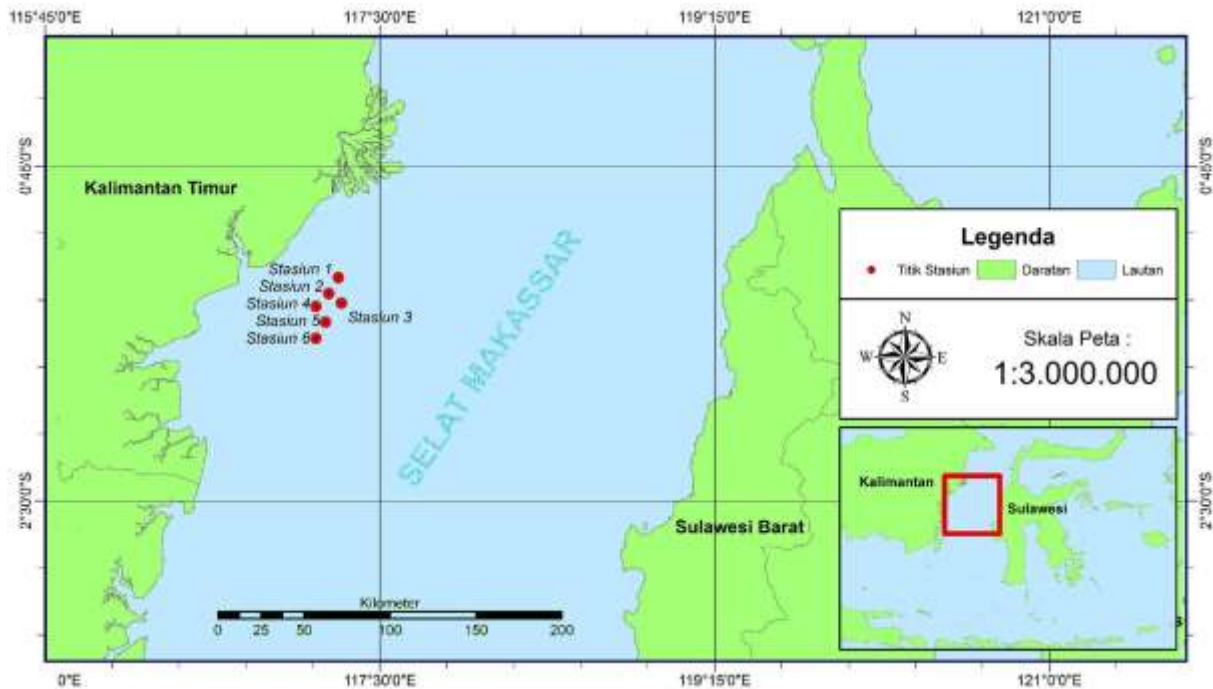 115°45'0"E 117°30'0"E 119°15'0"E 121°0'0"E
0°45'0"S
0°45'0"S
Kalimantan Timur
Legenda
Titik Stasiun Daratan Lautan
Stasiun 1
Stasiun 2
Stasiun 4
Stasiun 3
Stasiun 5
Stasiun 6
SELAT MAKASSAR
N
W E
S
Skala Peta :
1:3.000.000
Kalimantan
Sulawesi
2°30'0"S
2°30'0"S
Sulawesi Barat
Kilometer
0 25 50 100 150 200
0"E 117°30'0"E 119°15'0"E 121°0'0"E